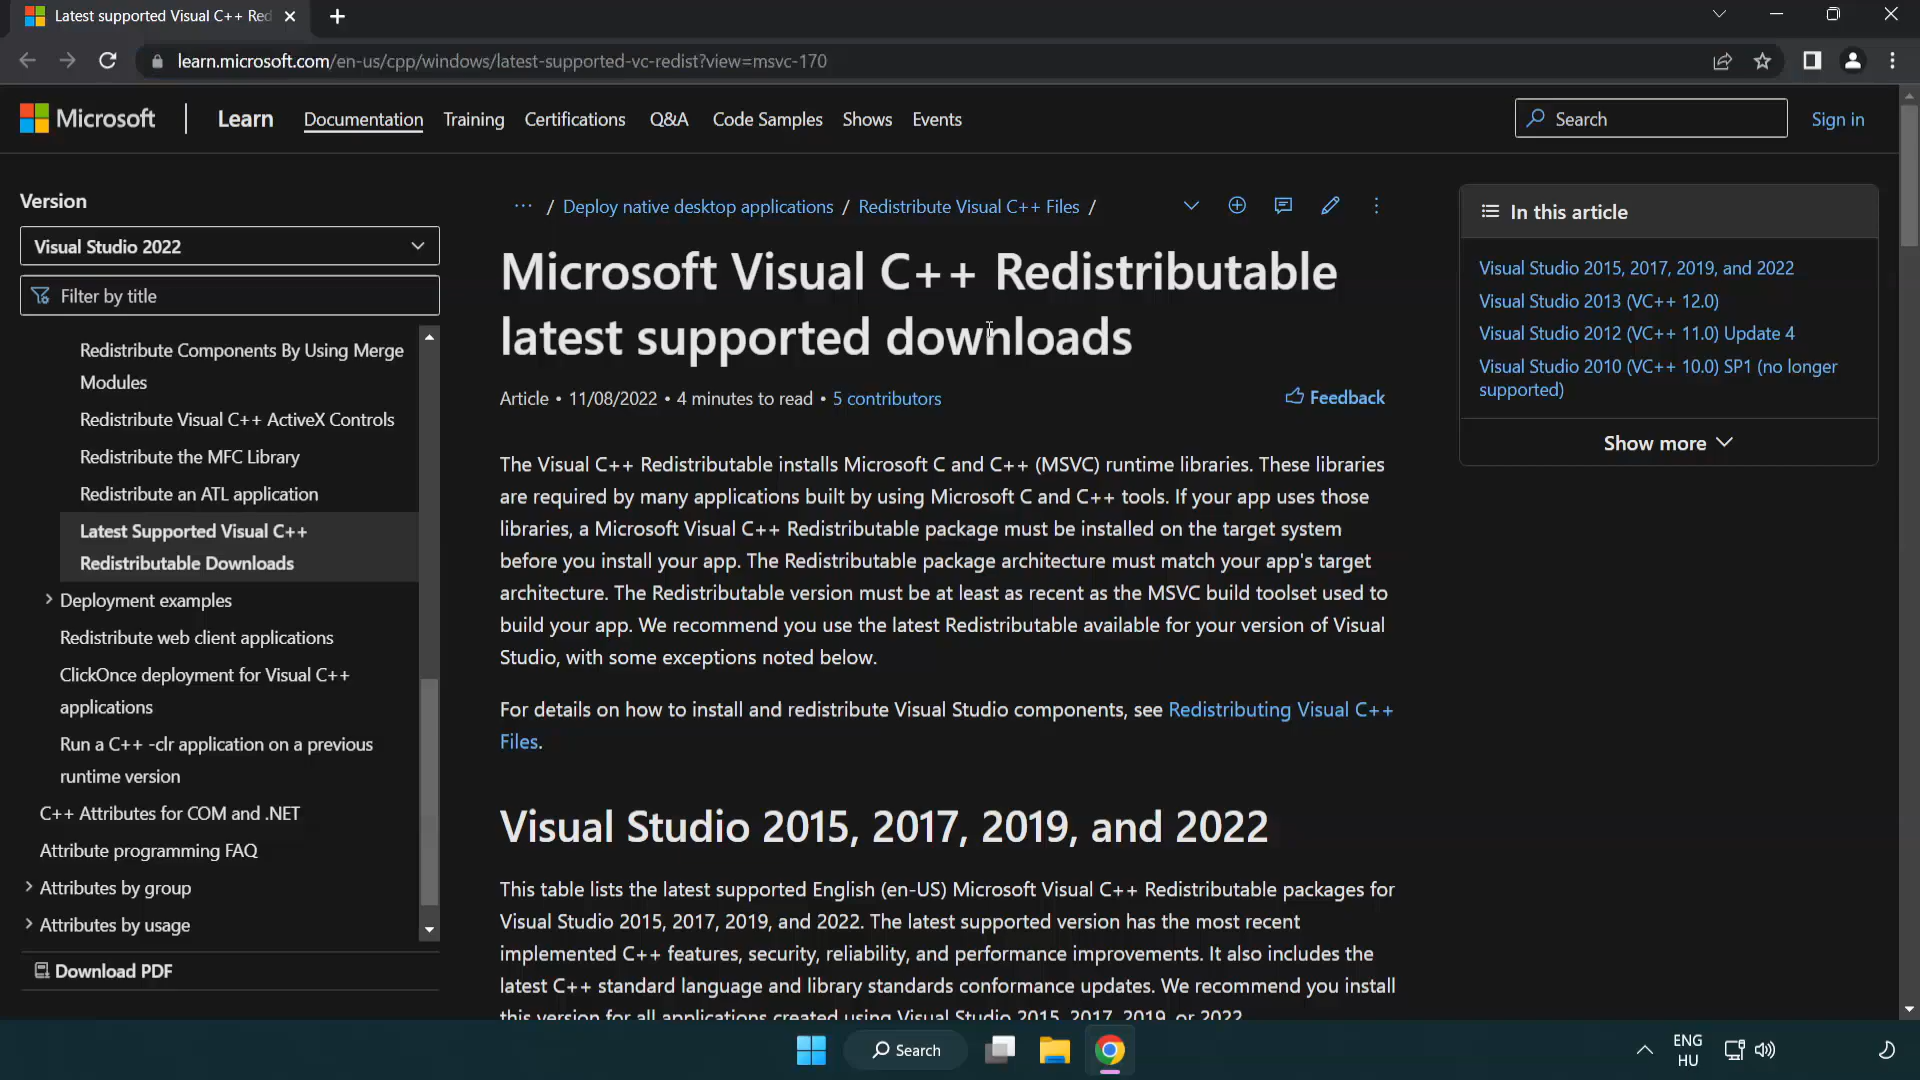 Latest supported Visual C++ Red
learn.microsoft.com/en-us/cpp/windows/latest-supported-vc-redist?view=msvc-170
Microsoft
Learn
Documentation
Training
Certifications
Q&A
Code Samples
Shows
Events
Search
Sign in
Version
Visual Studio 2022
Filter by title
Redistribute Components By Using Merge
Modules
Redistribute Visual C++ ActiveX Controls
Redistribute the MFC Library
Redistribute an ATL application
Latest Supported Visual C++
Redistributable Downloads
Deployment examples
Redistribute web client applications
ClickOnce deployment for Visual C++
applications
Run a C++ -clr application on a previous
runtime version
C++ Attributes for COM and .NET
Attribute programming FAQ
Attributes by group
Attributes by usage
Download PDF
··· / Deploy native desktop applications / Redistribute Visual C++ Files /
Microsoft Visual C++ Redistributable
latest supported downloads
Article • 11/08/2022 • 4 minutes to read • 5 contributors
Feedback
The Visual C++ Redistributable installs Microsoft C and C++ (MSVC) runtime libraries. These libraries
are required by many applications built by using Microsoft C and C++ tools. If your app uses those
libraries, a Microsoft Visual C++ Redistributable package must be installed on the target system
before you install your app. The Redistributable package architecture must match your app's target
architecture. The Redistributable version must be at least as recent as the MSVC build toolset used to
build your app. We recommend you use the latest Redistributable available for your version of Visual
Studio, with some exceptions noted below.
For details on how to install and redistribute Visual Studio components, see Redistributing Visual C++
Files.
Visual Studio 2015, 2017, 2019, and 2022
This table lists the latest supported English (en-US) Microsoft Visual C++ Redistributable packages for
Visual Studio 2015, 2017, 2019, and 2022. The latest supported version has the most recent
implemented C++ features, security, reliability, and performance improvements. It also includes the
latest C++ standard language and library standards conformance updates. We recommend you install
this version for all applications created using Visual Studio 2015, 2017, 2019, or 2022.
In this article
Visual Studio 2015, 2017, 2019, and 2022
Visual Studio 2013 (VC++ 12.0)
Visual Studio 2012 (VC++ 11.0) Update 4
Visual Studio 2010 (VC++ 10.0) SP1 (no longer
supported)
Show more
Search
ENG
HU